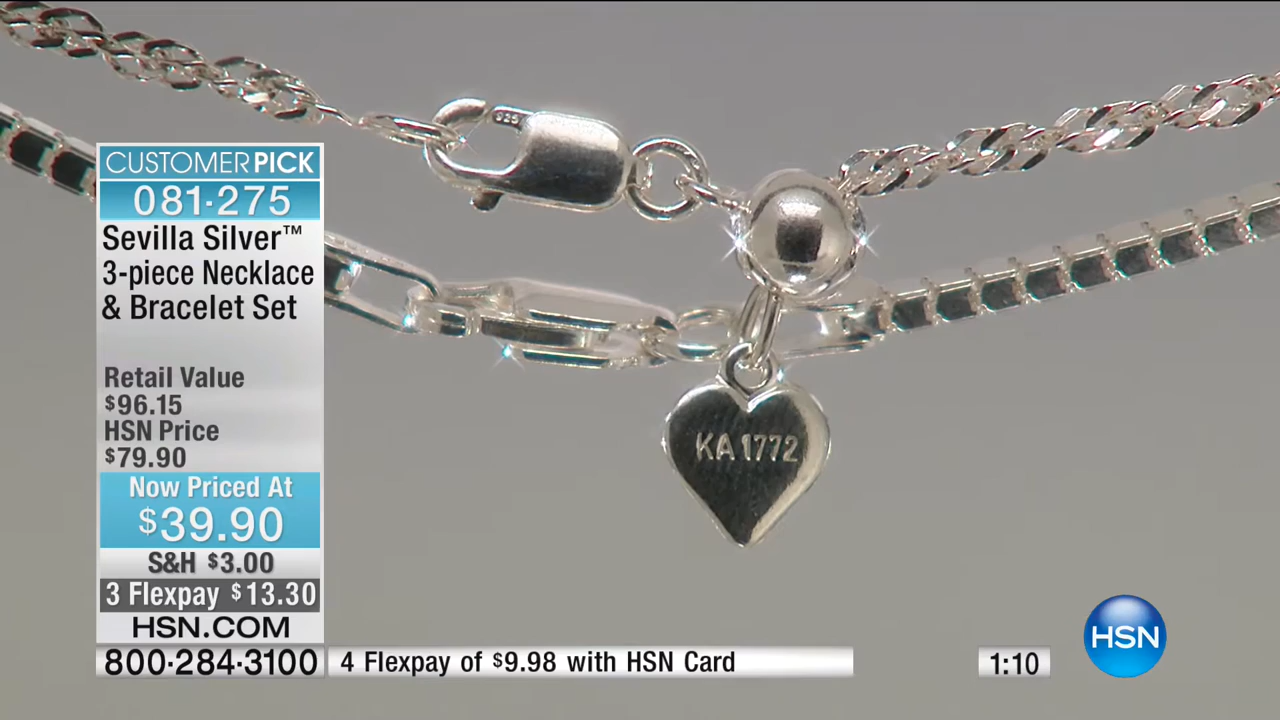 CUSTOMER PICK
081·275
Sevilla Silver™
3-piece Necklace
& Bracelet Set
Retail Value
$96.15
HSN Price
$79.90
Now Priced At
$39.90
S&H $3.00
3 Flexpay $13.30
HSN.COM
800·284·3100
4 Flexpay of $9.98 with HSN Card
1:10
HSN
925
KA 1772